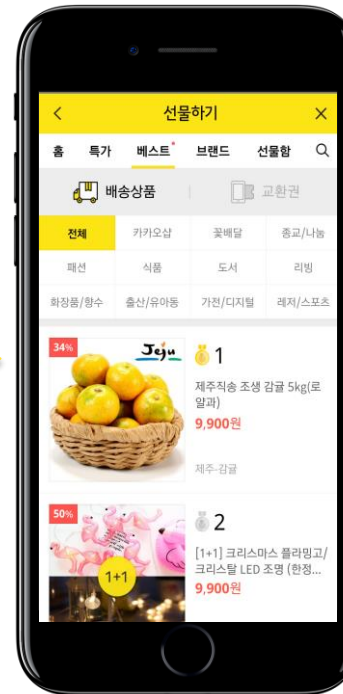 선물하기
홈 특가 베스트 브랜드 선물함
배송상품 교환권
전체 카카오샵 꽃배달 종교/나눔
패션 식품 도서 리빙
화장품/향수 출산/유아동 가전/디지털 레저/스포츠
34%
Jeju
1
제주직송 조생 감귤 5kg(로
얄과)
9,900원
제주-감귤
50%
1+1
2
[1+1] 크리스마스 플라밍고/
크리스탈 LED 조명 (한정...
9,900원